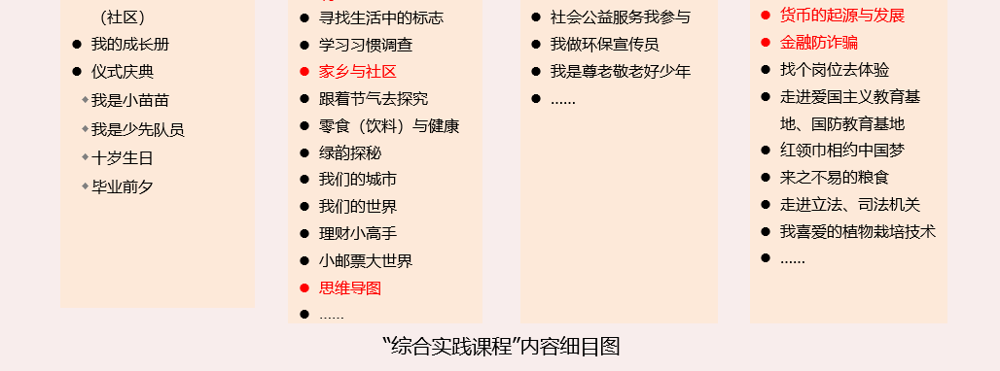 （社区）
● 我的成长册
● 仪式庆典
◆我是小苗苗
◆我是少先队员
◆十岁生日
◆毕业前夕
● 寻找生活中的标志
● 学习习惯调查
● 家乡与社区
● 跟着节气去探究
● 零食（饮料）与健康
● 绿韵探秘
● 我们的城市
● 我们的世界
● 理财小高手
● 小邮票大世界
● 思维导图
● ……
● 社会公益服务我参与
● 我做环保宣传员
● 我是尊老敬老好少年
● ……
● 货币的起源与发展
● 金融防诈骗
● 找个岗位去体验
● 走进爱国主义教育基
地、国防教育基地
● 红领巾相约中国梦
● 来之不易的粮食
● 走进立法、司法机关
● 我喜爱的植物栽培技术
● ……
“综合实践课程”内容细目图